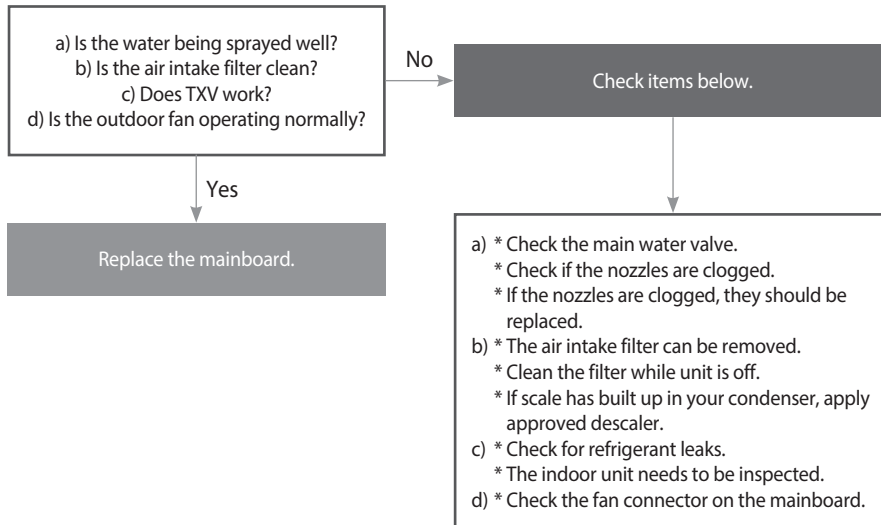 a) Is the water being sprayed well?
b) Is the air intake filter clean?
c) Does TXV work?
d) Is the outdoor fan operating normally?
No
Check items below.
Yes
Replace the mainboard.
a) * Check the main water valve.
* Check if the nozzles are clogged.
* If the nozzles are clogged, they should be
replaced.
b) * The air intake filter can be removed.
* Clean the filter while unit is off.
* If scale has built up in your condenser, apply
approved descaler.
c) * Check for refrigerant leaks.
* The indoor unit needs to be inspected.
d) * Check the fan connector on the mainboard.